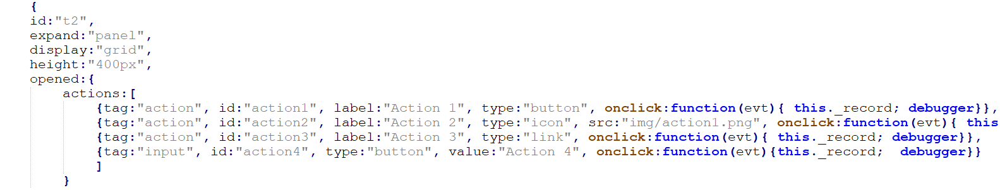 {
id:"t2",
expand:"panel",
display:"grid",
height:"400px",
opened:{
actions:[
{tag:"action", id:"action1", label:"Action 1", type:"button", onclick:function(evt){ this._record; debugger}},
{tag:"action", id:"action2", label:"Action 2", type:"icon", src:"img/action1.png", onclick:function(evt){ this
{tag:"action", id:"action3", label:"Action 3", type:"link", onclick:function(evt){ this._record; debugger}},
{tag:"input", id:"action4", type:"button", value:"Action 4", onclick:function(evt){this._record;  debugger}}
]
}